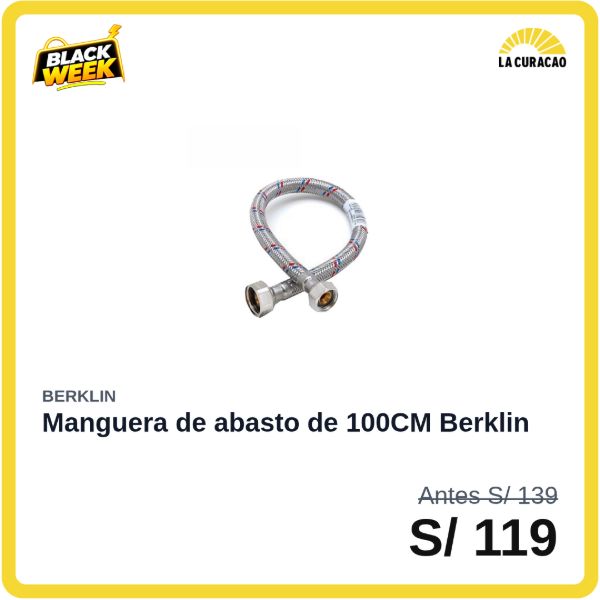 BLACK
WEEK
LA CURACAO
BERKLIN
Manguera de abasto de 100CM Berklin
Antes S/ 139
S/ 119